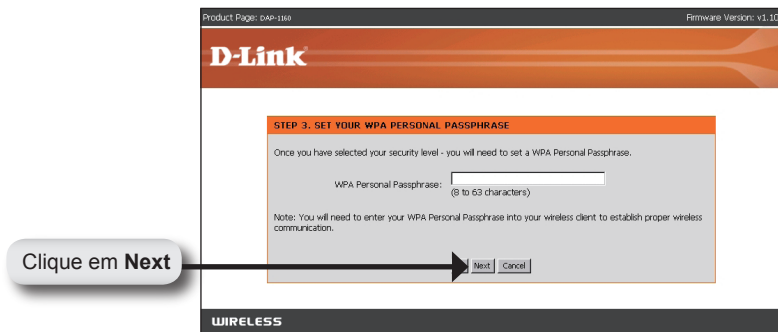 Product Page: DAP-1160 Firmware Version: v1.10
D-Link
STEP 3. SET YOUR WPA PERSONAL PASSPHRASE
Once you have selected your security level - you will need to set a WPA Personal Passphrase.
WPA Personal Passphrase:
(8 to 63 characters)
Note: You will need to enter your WPA Personal Passphrase into your wireless client to establish proper wireless
communication.
Clique em Next
Next Cancel
WIRELESS